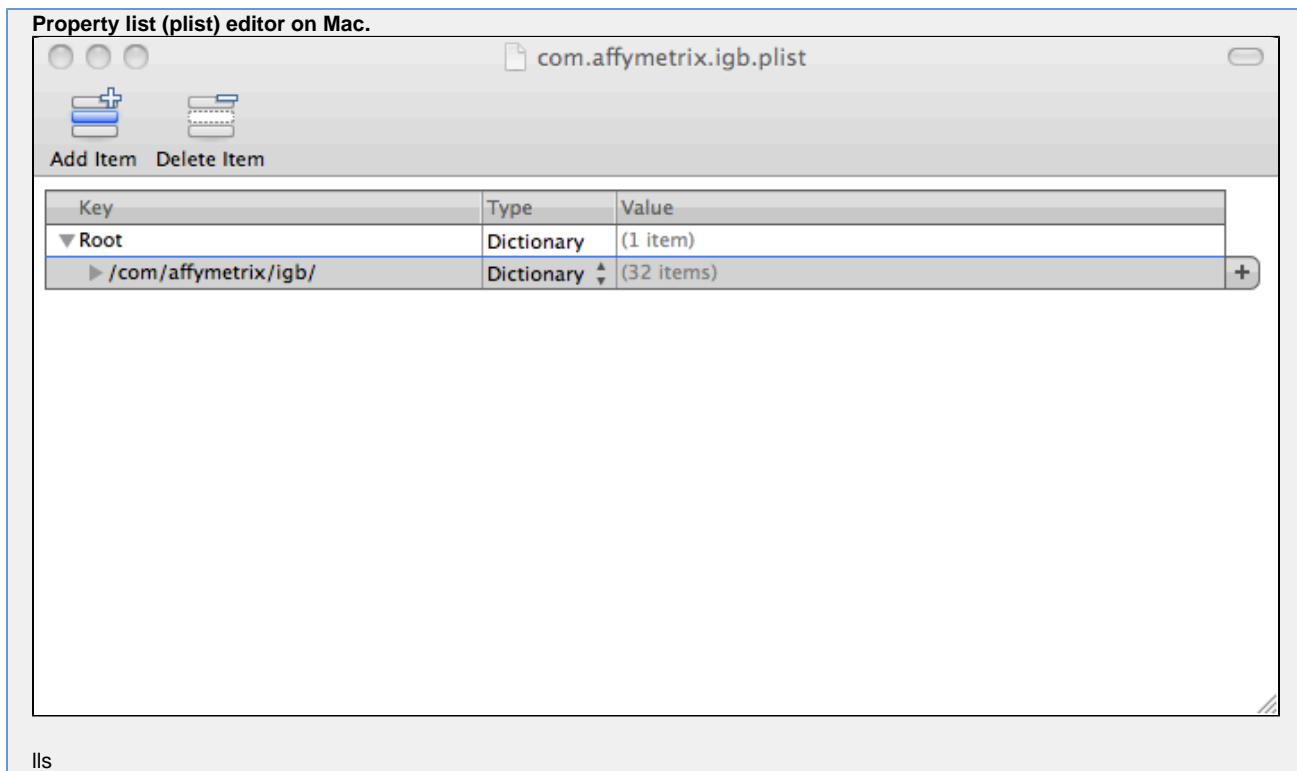 Property list (plist) editor on Mac.
com.affymetrix.igb.plist
Add Item Delete Item
Key Type Value
Root Dictionary (1 item)
/com/affymetrix/igb/ Dictionary (32 items) +
lls